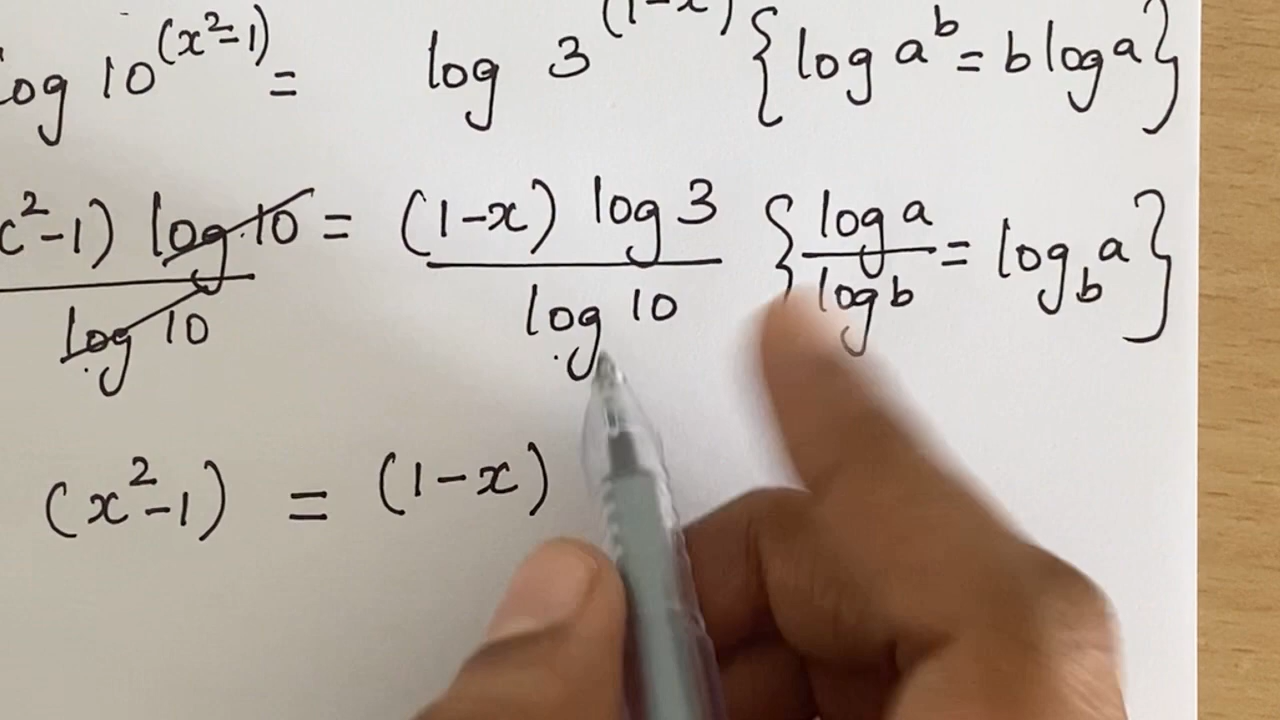 log 10^(x²-1) = log 3^(1-x) {log a^b = b log a}
(x²-1) log 10 = (1-x) log 3 {log a / log b = log_b a}
log 10 log 10
(x²-1) = (1-x)